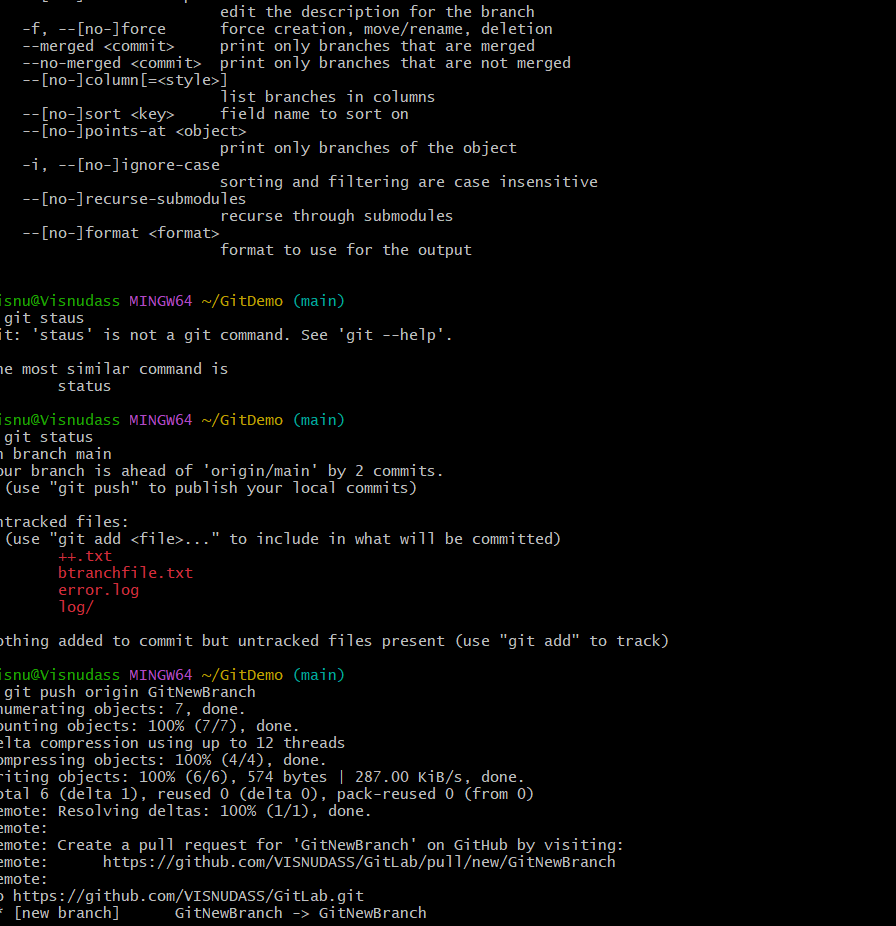 edit the description for the branch
-f, --[no-]force      force creation, move/rename, deletion
--merged <commit>     print only branches that are merged
--no-merged <commit>  print only branches that are not merged
--[no-]column[=<style>]
list branches in columns
--[no-]sort <key>     field name to sort on
--[no-]points-at <object>
print only branches of the object
-i, --[no-]ignore-case
sorting and filtering are case insensitive
--[no-]recurse-submodules
recurse through submodules
--[no-]format <format>
format to use for the output
isnu@Visnudass MINGW64 ~/GitDemo (main)
git staus
it: 'staus' is not a git command. See 'git --help'.
he most similar command is
status
isnu@Visnudass MINGW64 ~/GitDemo (main)
git status
n branch main
our branch is ahead of 'origin/main' by 2 commits.
(use "git push" to publish your local commits)
ntracked files:
(use "git add <file>..." to include in what will be committed)
++.txt
btranchfile.txt
error.log
log/
othing added to commit but untracked files present (use "git add" to track)
isnu@Visnudass MINGW64 ~/GitDemo (main)
git push origin GitNewBranch
numerating objects: 7, done.
ounting objects: 100% (7/7), done.
elta compression using up to 12 threads
ompressing objects: 100% (4/4), done.
riting objects: 100% (6/6), 574 bytes | 287.00 KiB/s, done.
otal 6 (delta 1), reused 0 (delta 0), pack-reused 0 (from 0)
emote: Resolving deltas: 100% (1/1), done.
emote:
emote: Create a pull request for 'GitNewBranch' on GitHub by visiting:
emote:      https://github.com/VISNUDASS/GitLab/pull/new/GitNewBranch
emote:
o https://github.com/VISNUDASS/GitLab.git
* [new branch]      GitNewBranch -> GitNewBranch